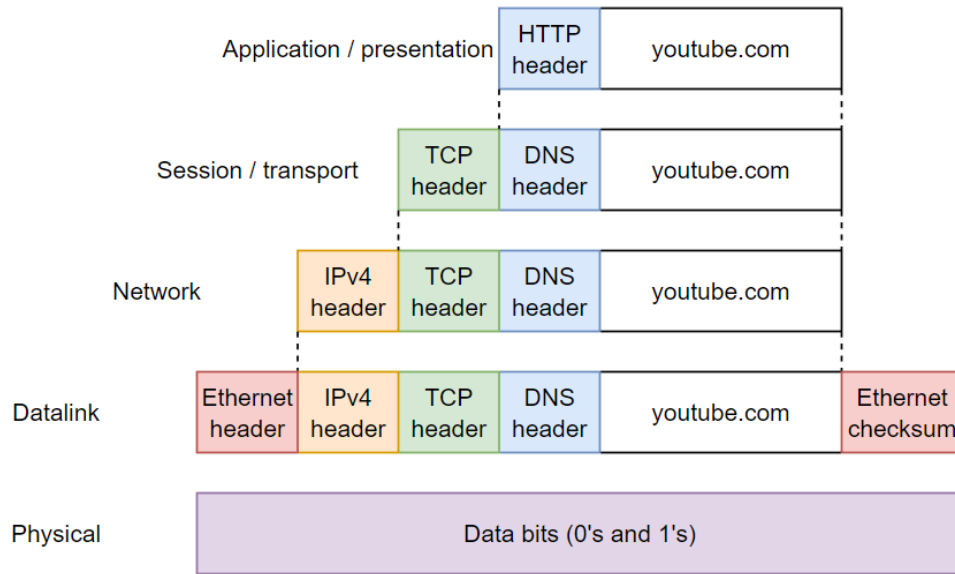 Application / presentation
HTTP
header
youtube.com
Session / transport
TCP
header
DNS
header
youtube.com
Network
IPv4
header
TCP
header
DNS
header
youtube.com
Datalink
Ethernet
header
IPv4
header
TCP
header
DNS
header
youtube.com
Ethernet
checksum
Physical
Data bits (0's and 1's)